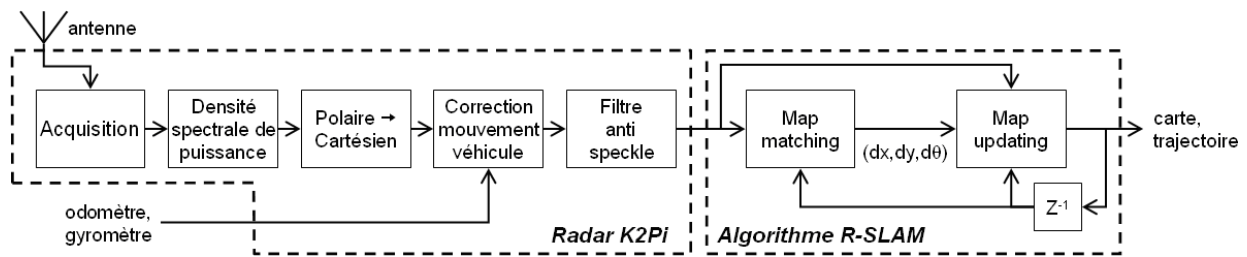 antenne
Acquisition
Densité
spectrale de
puissance
Polaire →
Cartésien
Correction
mouvement
véhicule
Filtre
anti
speckle
Map
matching
(dx,dy,dθ)
Map
updating
carte,
trajectoire
Z-1
odomètre,
gyromètre
Radar K2Pi
Algorithme R-SLAM